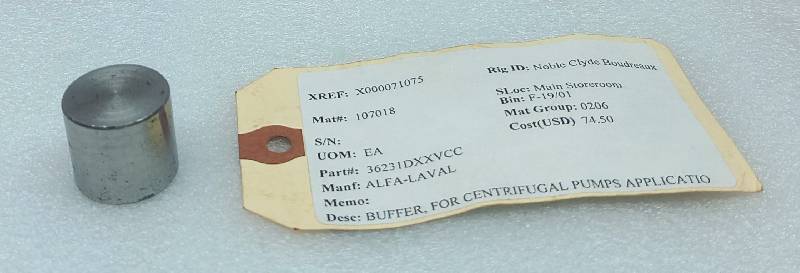 XREF: X000071075 Rig ID: Noble Clyde Boudreaux
Mat#: 107018 SLoc: Main Storeroom
Bin: F-19/01
S/N: Mat Group: 0206
UOM: EA Cost(USD) 74.50
Part#: 36231DXXVCC
Manf: ALFA-LAVAL
Memo:
Desc: BUFFER, FOR CENTRIFUGAL PUMPS APPLICATIO